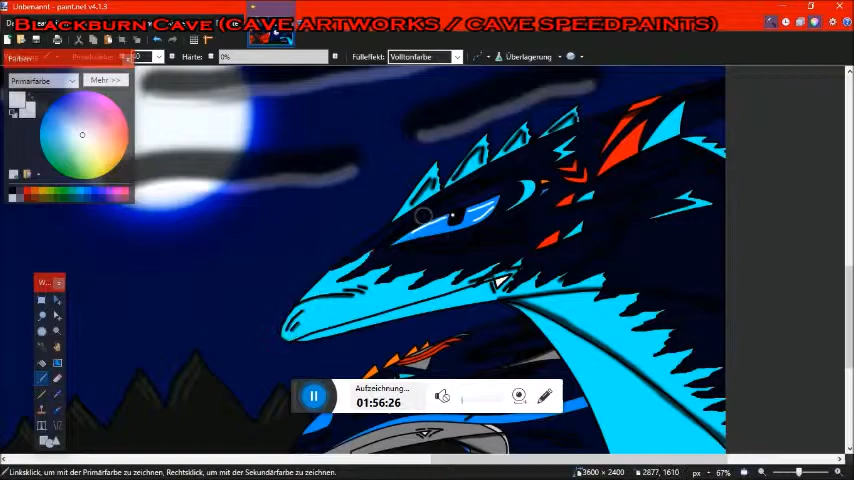 Unbenannt - paint.net v4.1.3
Blackburn Cave (CAVE ARTWORKS / CAVE SPEEDPAINTS)
Härte:
0%
Fülleffekt:
Volltonfarbe
Überlagerung
Farben
Primärfarbe
Mehr >>
W...
Aufzeichnung...
01:56:26
Linksklick, um mit der Primärfarbe zu zeichnen, Rechtsklick, um mit der Sekundärfarbe zu zeichnen.
3600 × 2400
2877, 1610
px
67%